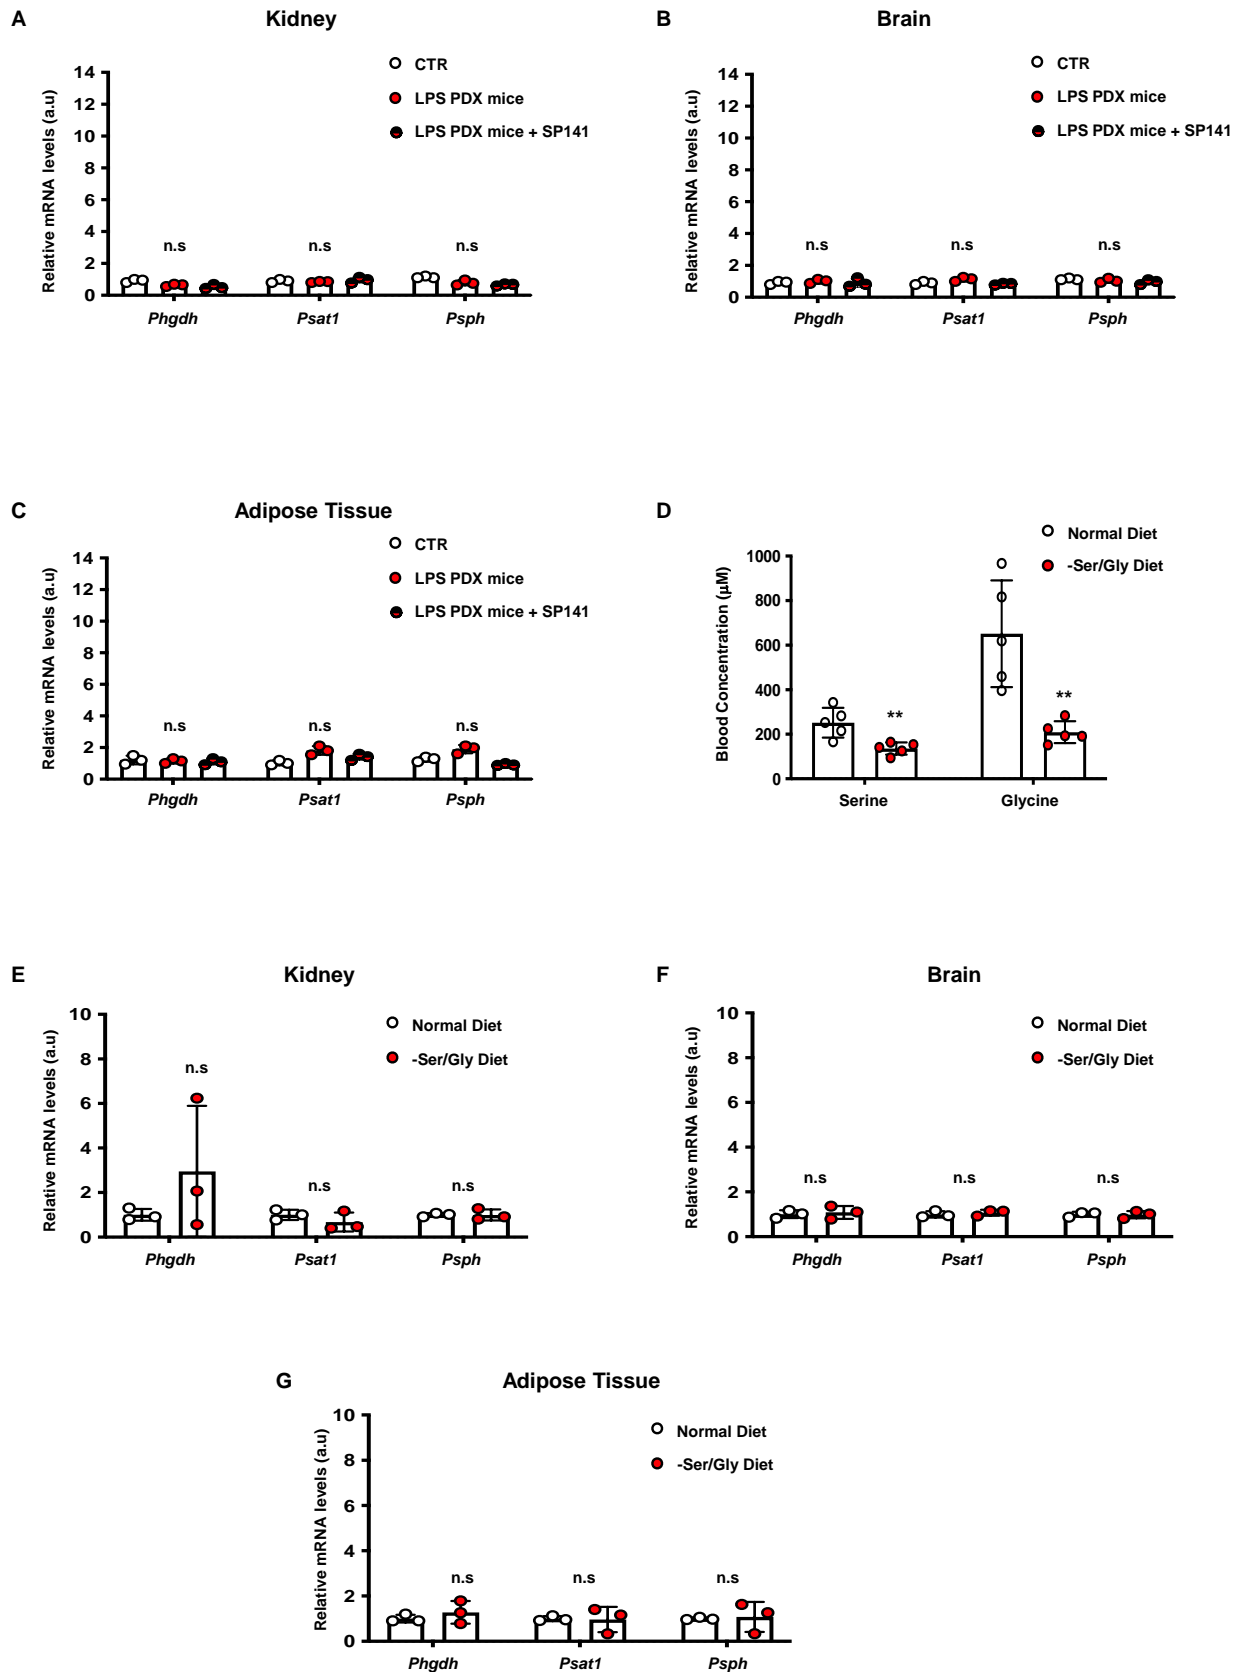 A
Kidney
CTR
LPS PDX mice
LPS PDX mice + SP141
Relative mRNA levels (a.u)
14
12
10
8
6
4
2
0
n.s
n.s
n.s
Phgdh
Psat1
Psph
B
Brain
CTR
LPS PDX mice
LPS PDX mice + SP141
Relative mRNA levels (a.u)
14
12
10
8
6
4
2
0
n.s
n.s
n.s
Phgdh
Psat1
Psph
C
Adipose Tissue
CTR
LPS PDX mice
LPS PDX mice + SP141
Relative mRNA levels (a.u)
14
12
10
8
6
4
2
0
n.s
n.s
n.s
Phgdh
Psat1
Psph
D
Normal Diet
-Ser/Gly Diet
Blood Concentration (µM)
1000
800
600
400
200
0
**
**
Serine
Glycine
E
Kidney
Normal Diet
-Ser/Gly Diet
Relative mRNA levels (a.u)
10
8
6
4
2
0
n.s
n.s
n.s
Phgdh
Psat1
Psph
F
Brain
Normal Diet
-Ser/Gly Diet
Relative mRNA levels (a.u)
10
8
6
4
2
0
n.s
n.s
n.s
Phgdh
Psat1
Psph
G
Adipose Tissue
Normal Diet
-Ser/Gly Diet
Relative mRNA levels (a.u)
10
8
6
4
2
0
n.s
n.s
n.s
Phgdh
Psat1
Psph